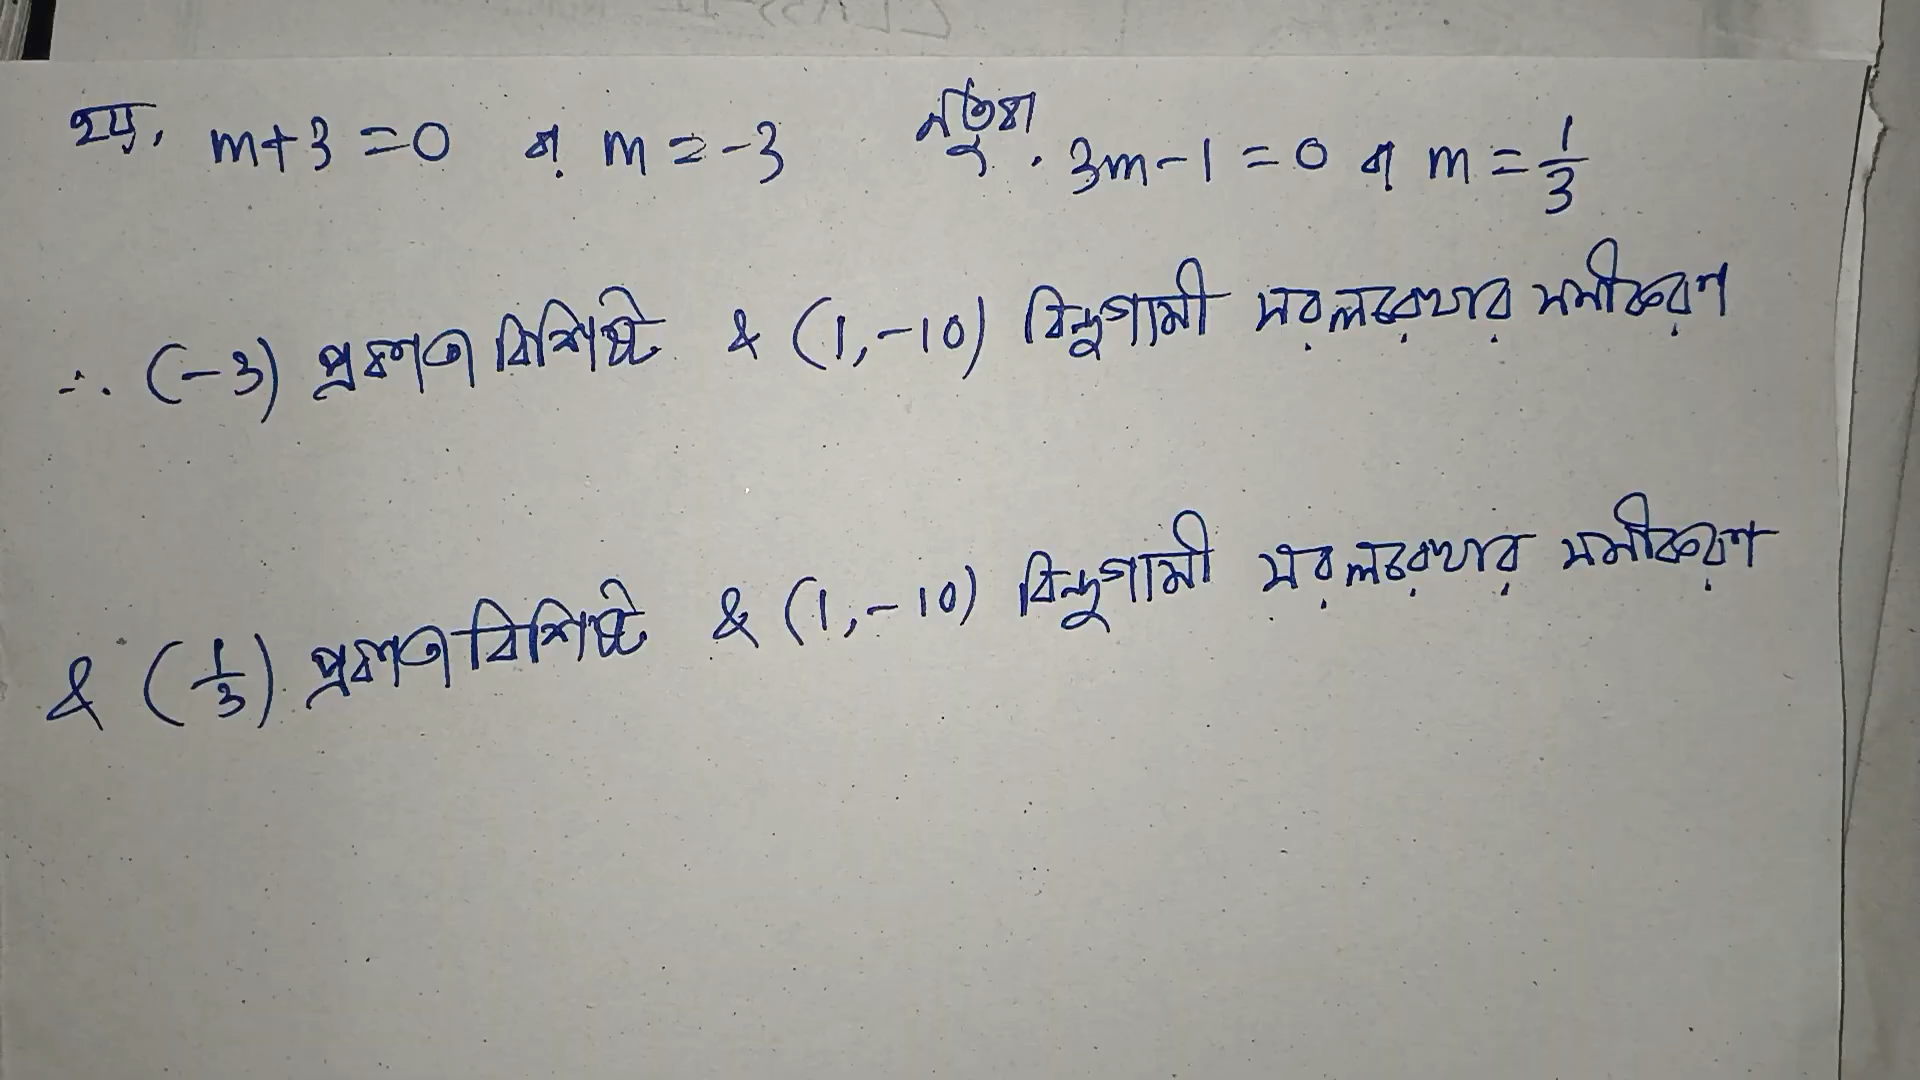 হয়, m+3=0 বা, m=-3 নতুবা, 3m-1=0 বা m=1/3
∴ (-3) প্রবণতা বিশিষ্ট & (1,-10) বিন্দুগামী সরলরেখার সমীকরণ
& (1/3) প্রবণতা বিশিষ্ট & (1,-10) বিন্দুগামী সরলরেখার সমীকরণ